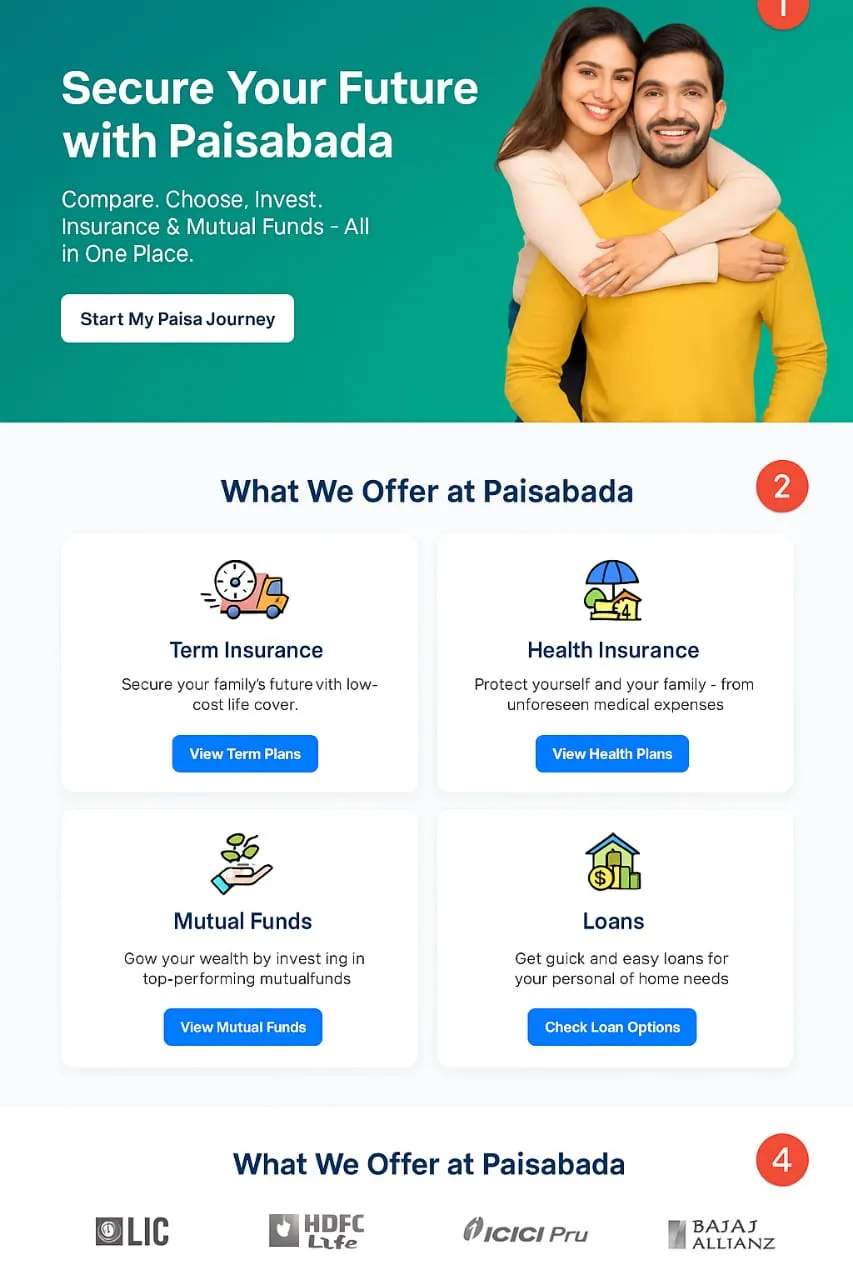 1
Secure Your Future
with Paisabada
Compare. Choose, Invest.
Insurance & Mutual Funds - All
in One Place.
Start My Paisa Journey
What We Offer at Paisabada
2
Term Insurance
Secure your family's future vith low-
cost life cover.
View Term Plans
£4
Health Insurance
Protect yourself and your family - from
unforeseen medical expenses
View Health Plans
Mutual Funds
Gow your wealth by invest ing in
top-performing mutualfunds
View Mutual Funds
$
Loans
Get guick and easy loans for
your personal of home needs
Check Loan Options
What We Offer at Paisabada
4
LIC
HDFC
Life
ICICI Pru
BAJAJ
ALLIANZ